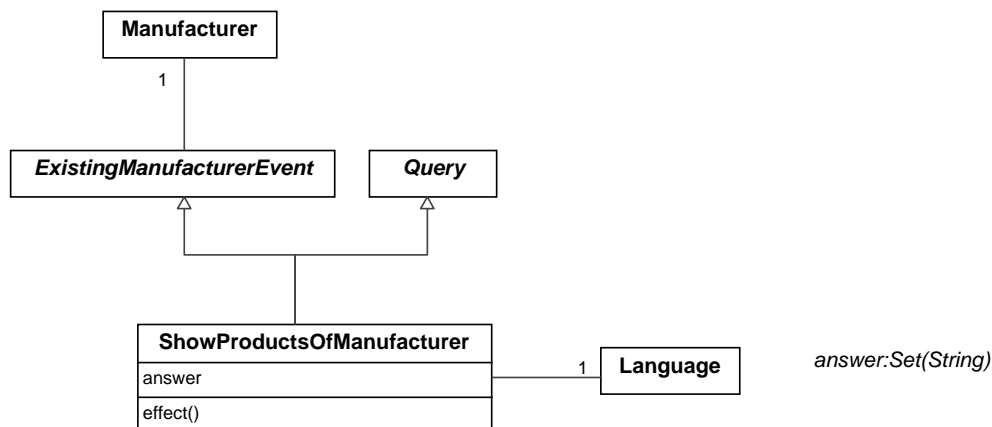 Manufacturer
1
ExistingManufacturerEvent
Query
ShowProductsOfManufacturer
answer
effect()
1
Language
answer:Set(String)